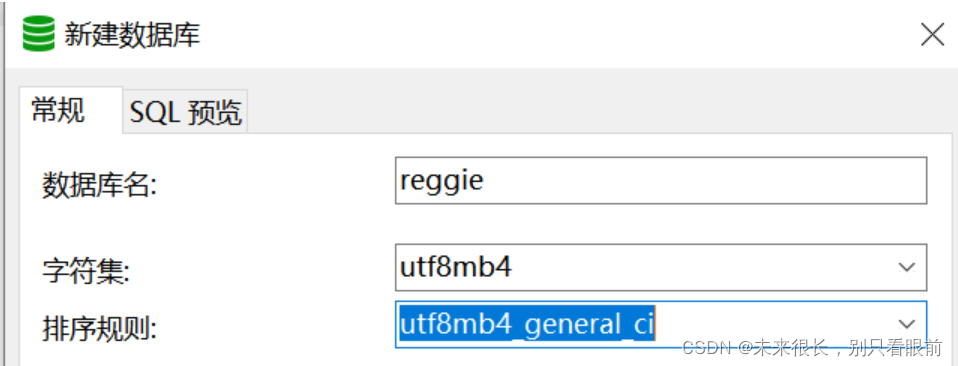 新建数据库
常规 SQL 预览
数据库名: reggie
字符集: utf8mb4
排序规则: utf8mb4_general_ci
CSDN @未来很长，别只看眼前